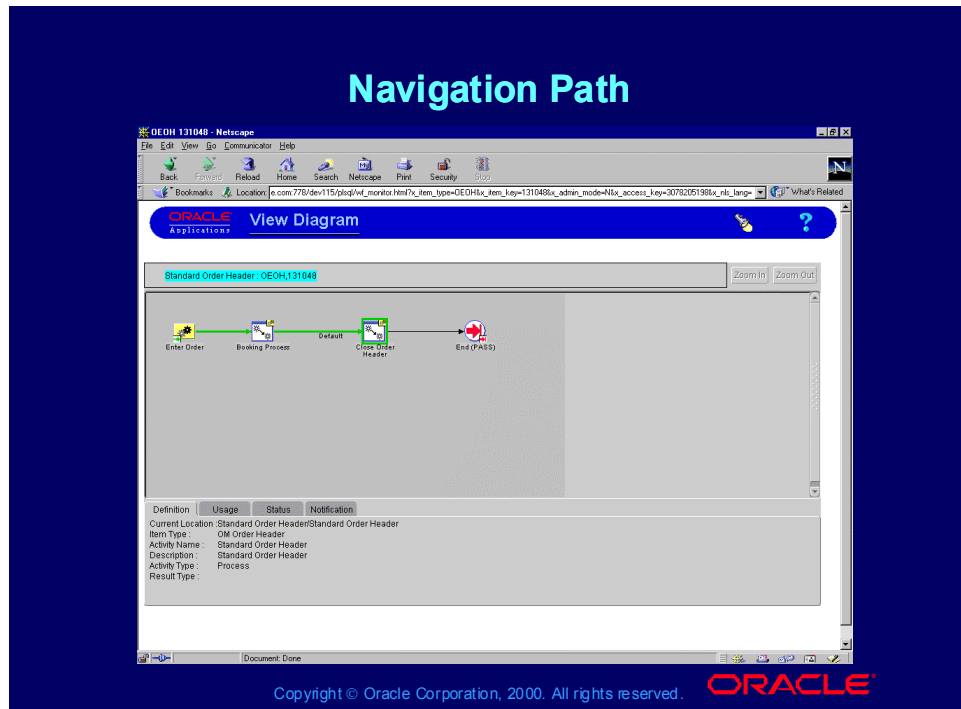 Navigation Path
OEOH 131048 - Netscape
File Edit View Go Communicator Help
Back Forward Reload Home Search Netscape Print Security Stop
Bookmarks Location: e.com:778/dev115/plsql/wf_monitor.html?x_item_type=OEOH&x_item_key=131048&x_admin_mode=N&x_access_key=3078205198&x_nls_lang= What's Related
ORACLE
Applications
View Diagram
?
Standard Order Header : OEOH,131048
Zoom In Zoom Out
Default
Enter Order Booking Process Close Order Header End (PASS)
Definition Usage Status Notification
Current Location :Standard Order Header/Standard Order Header
Item Type : OM Order Header
Activity Name : Standard Order Header
Description : Standard Order Header
Activity Type : Process
Result Type :
Document: Done
Copyright © Oracle Corporation, 2000. All rights reserved.
ORACLE®